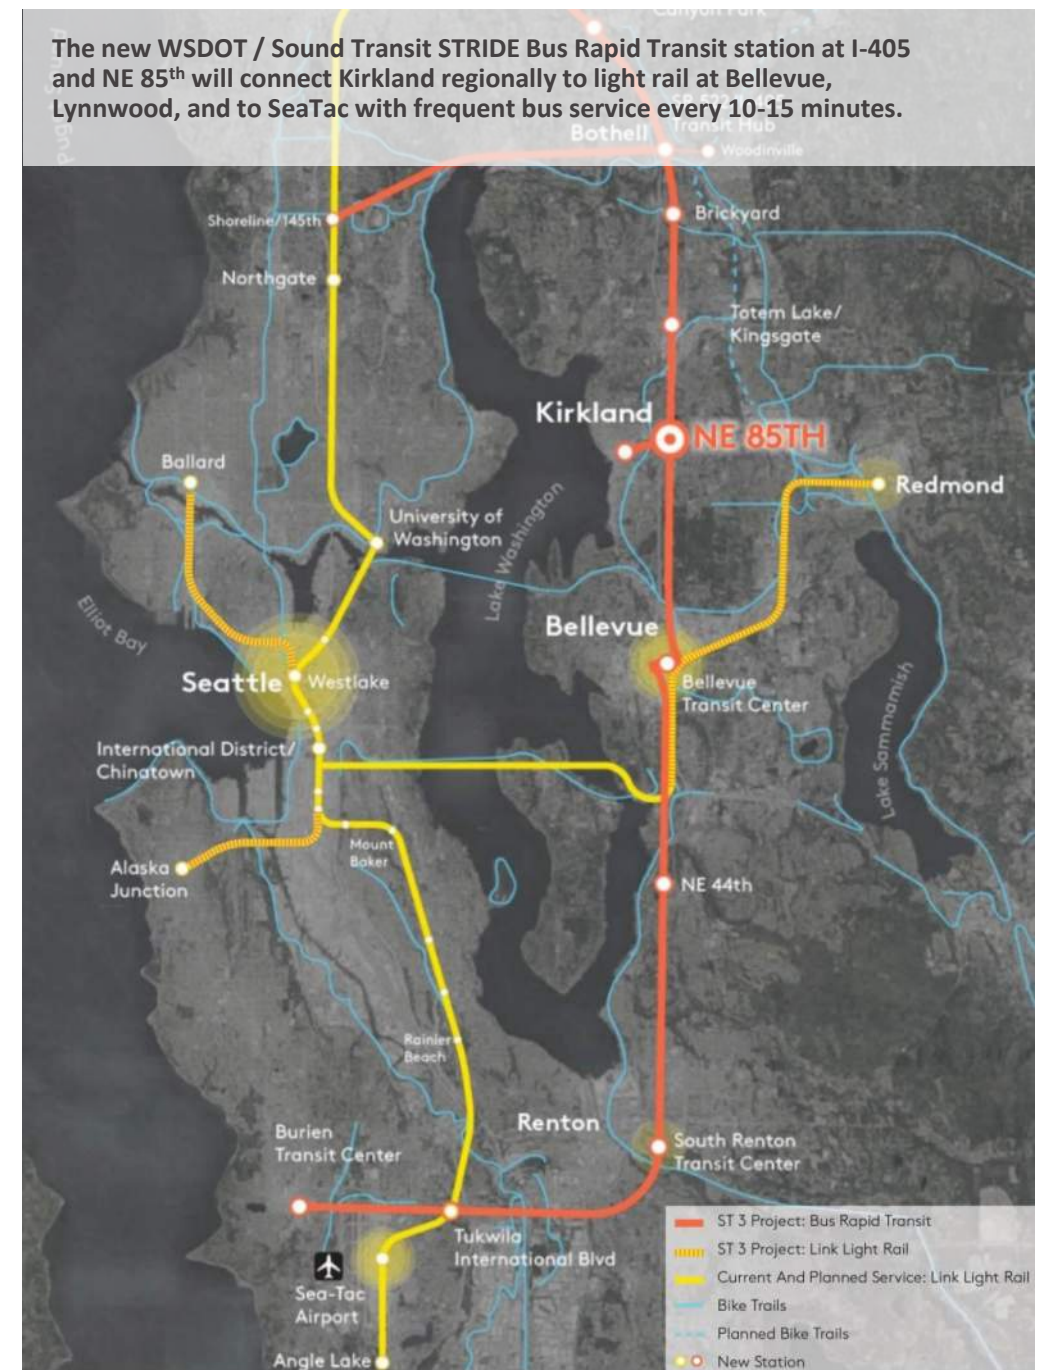 Canyon Park
The new WSDOT / Sound Transit STRIDE Bus Rapid Transit station at I-405
and NE 85th will connect Kirkland regionally to light rail at Bellevue,
Lynnwood, and to SeaTac with frequent bus service every 10-15 minutes.
Transit Hub
Bothell
Woodinville
Shoreline/145th
Brickyard
Northgate
Totem Lake/
Kingsgate
Kirkland
NE 85TH
Ballard
Redmond
University of
Washington
Lake Washington
Elliot Bay
Bellevue
Seattle
Westlake
Bellevue
Transit Center
Lake Sammamish
International District/
Chinatown
Mount
Baker
Alaska
Junction
NE 44th
Rainier
Beach
Renton
Burien
Transit Center
South Renton
Transit Center
Tukwila
International Blvd
Sea-Tac
Airport
Angle Lake
ST 3 Project: Bus Rapid Transit
ST 3 Project: Link Light Rail
Current And Planned Service: Link Light Rail
Bike Trails
Planned Bike Trails
New Station